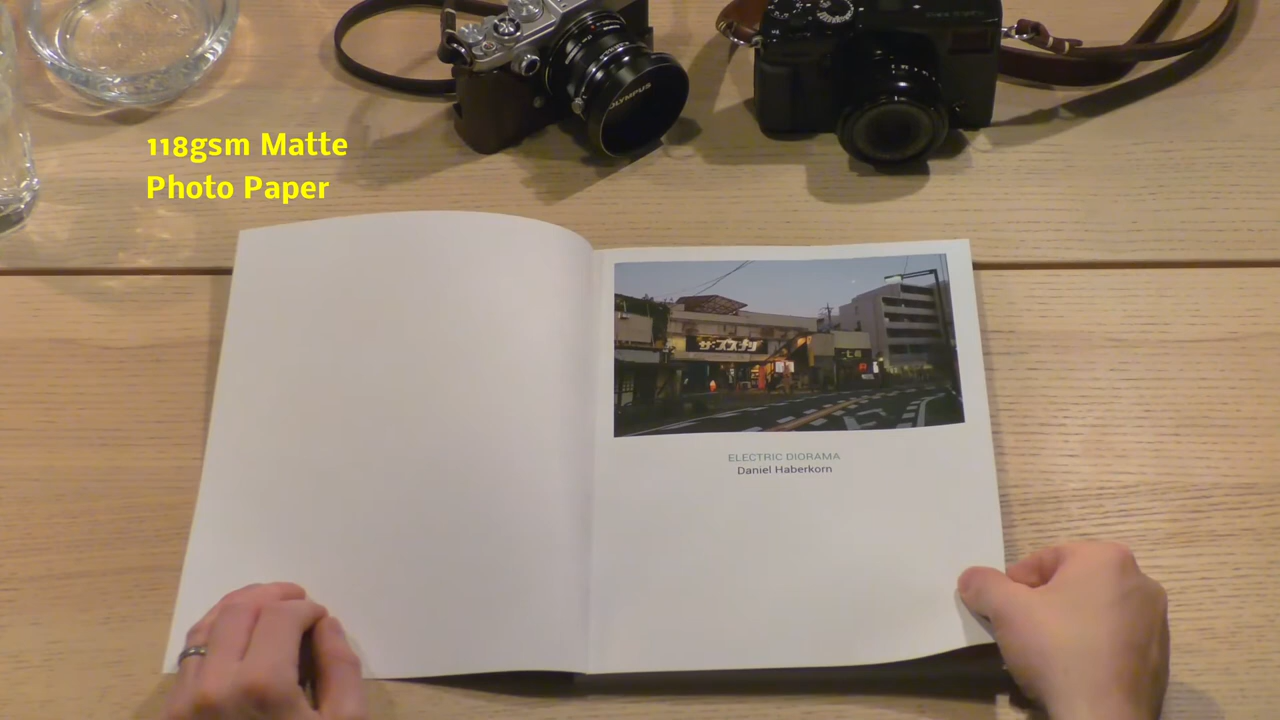 OLYMPUS
118gsm Matte
Photo Paper
ELECTRIC DIORAMA
Daniel Haberkorn